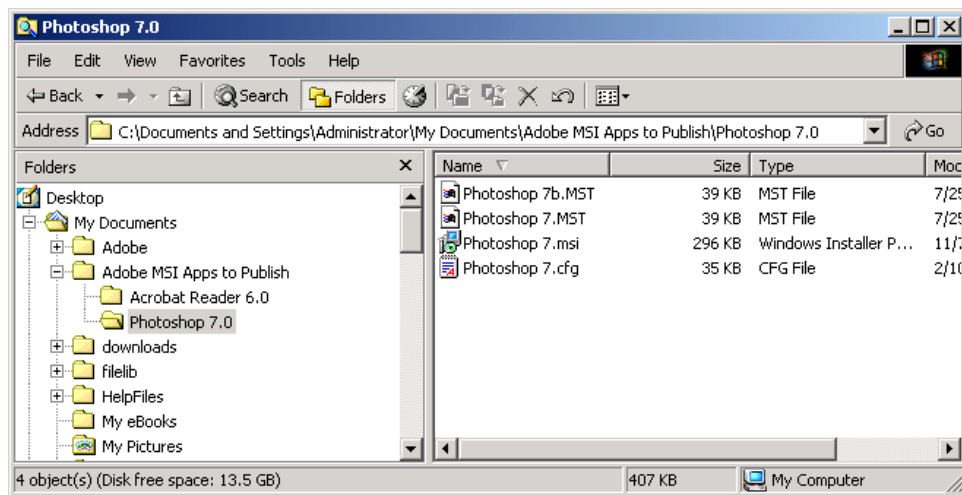 Photoshop 7.0
File Edit View Favorites Tools Help
Back Search Folders
Address C:\Documents and Settings\Administrator\My Documents\Adobe MSI Apps to Publish\Photoshop 7.0 Go
Folders
Desktop
My Documents
Adobe
Adobe MSI Apps to Publish
Acrobat Reader 6.0
Photoshop 7.0
downloads
filelib
HelpFiles
My eBooks
My Pictures
Name Size Type Moc
Photoshop 7b.MST 39 KB MST File 7/25
Photoshop 7.MST 39 KB MST File 7/25
Photoshop 7.msi 296 KB Windows Installer P... 11/7
Photoshop 7.cfg 35 KB CFG File 2/10
4 object(s) (Disk free space: 13.5 GB) 407 KB My Computer